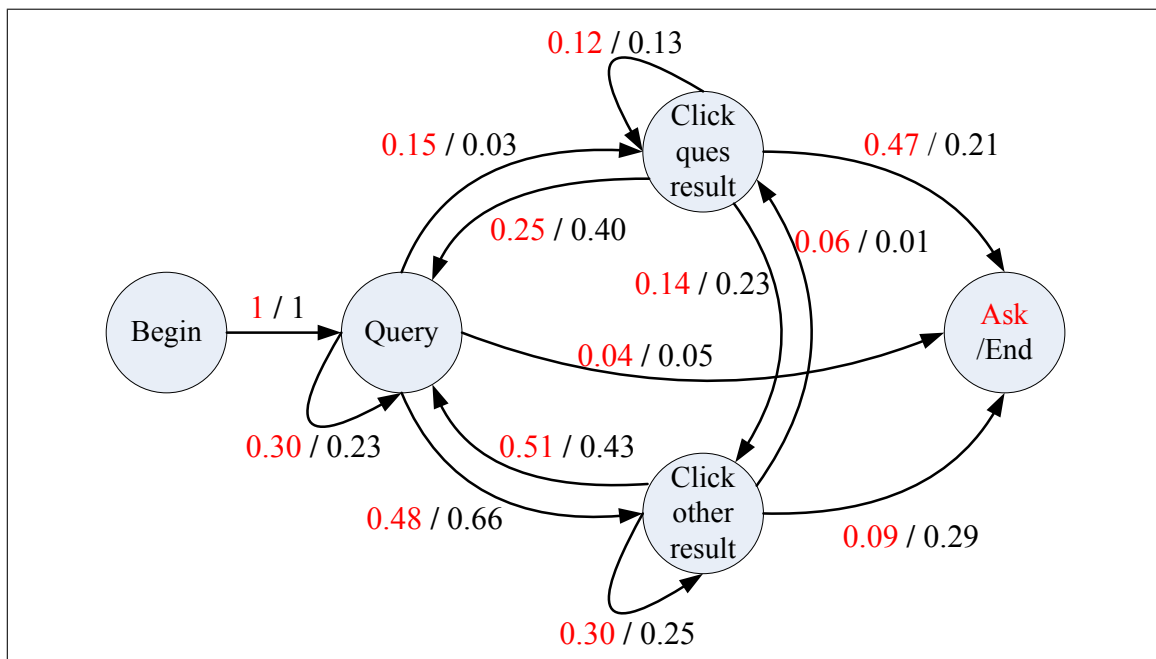 0.12 / 0.13
Click
ques
result
0.15 / 0.03
0.47 / 0.21
0.25 / 0.40
0.06 / 0.01
0.14 / 0.23
Begin
1 / 1
Query
Ask
/End
0.04 / 0.05
0.30 / 0.23
0.51 / 0.43
0.48 / 0.66
Click
other
result
0.09 / 0.29
0.30 / 0.25